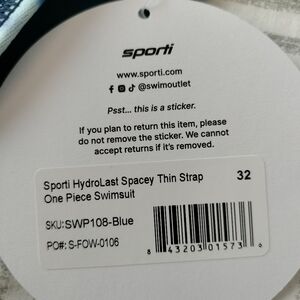 sporti
www.sporti.com
@swimoutlet
Psst... this is a sticker.
If you plan to return this item, please
do not remove the sticker. We cannot
accept returns if it's removed.
Sporti HydroLast Spacey Thin Strap 32
One Piece Swimsuit
SKU:SWP108-Blue
PO#: S-FOW-0106
8 43203 01573 6